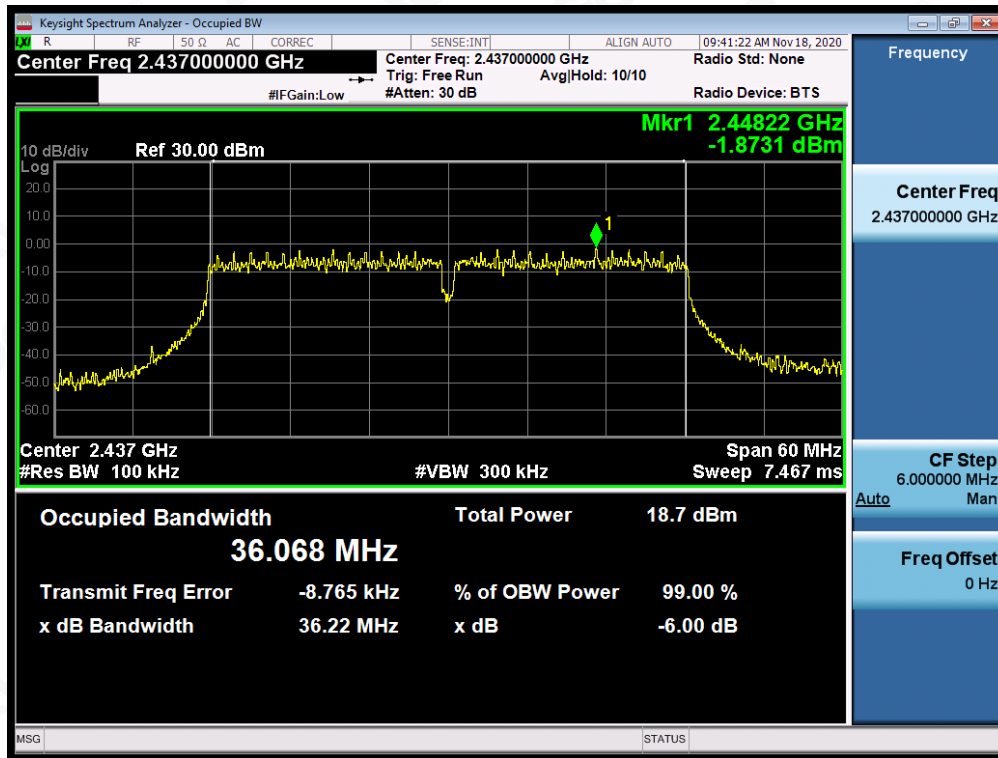 Keysight Spectrum Analyzer - Occupied BW
LXI R RF 50 Ω AC CORREC SENSE:INT ALIGN AUTO 09:41:22 AM Nov 18, 2020
Center Freq 2.437000000 GHz
Center Freq: 2.437000000 GHz Radio Std: None
Trig: Free Run Avg|Hold: 10/10
#IFGain:Low #Atten: 30 dB Radio Device: BTS
Mkr1 2.44822 GHz
10 dB/div Ref 30.00 dBm -1.8731 dBm
Log
20.0
10.0
1
0.00
-10.0
-20.0
-30.0
-40.0
-50.0
-60.0
Center 2.437 GHz Span 60 MHz
#Res BW 100 kHz #VBW 300 kHz Sweep 7.467 ms
Occupied Bandwidth Total Power 18.7 dBm
36.068 MHz
Transmit Freq Error -8.765 kHz % of OBW Power 99.00 %
x dB Bandwidth 36.22 MHz x dB -6.00 dB
Frequency
Center Freq
2.437000000 GHz
CF Step
6.000000 MHz
Auto Man
Freq Offset
0 Hz
MSG STATUS